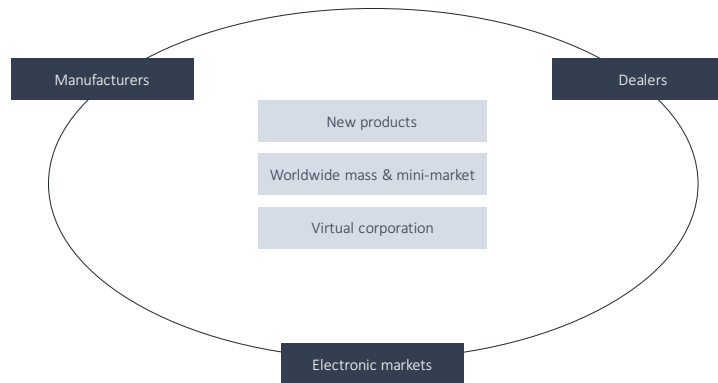 Manufacturers
Dealers
New products
Worldwide mass & mini-market
Virtual corporation
Electronic markets